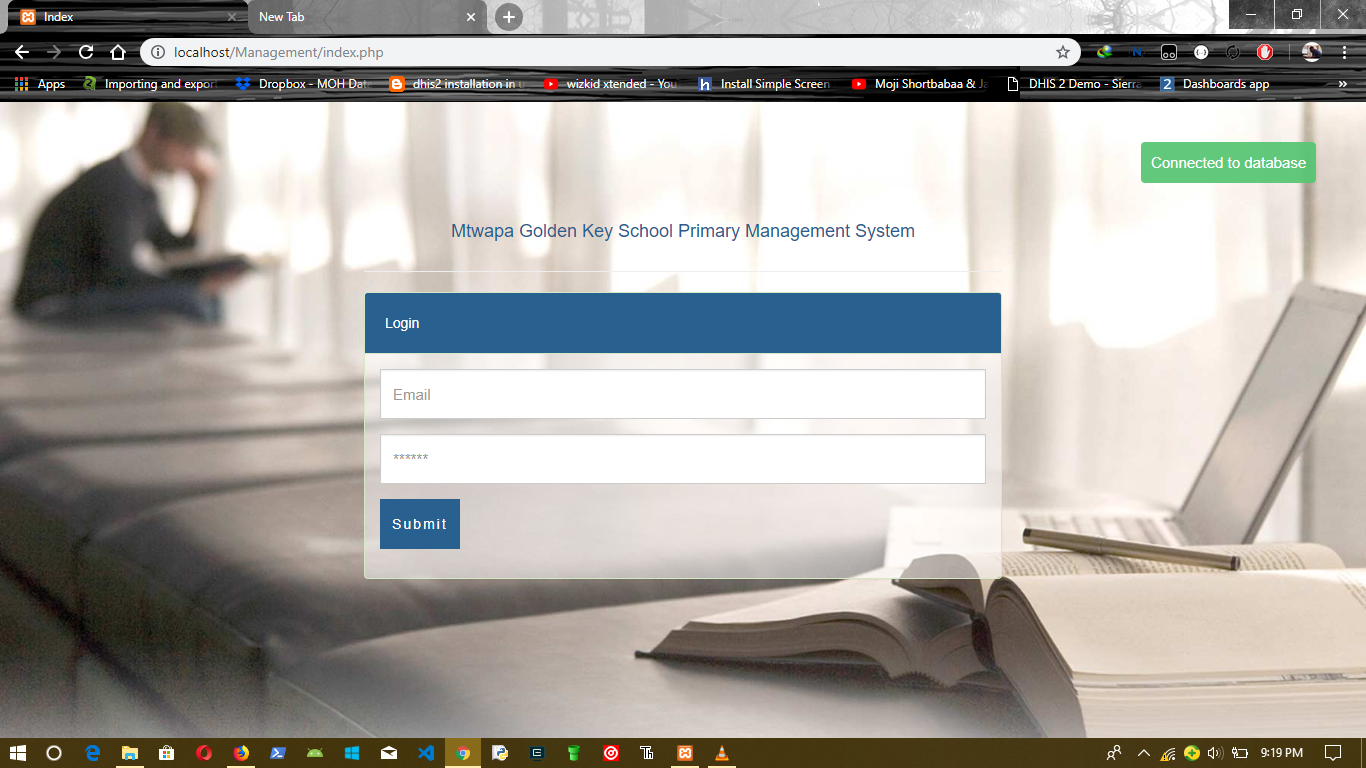 Index
New Tab
localhost/Management/index.php
Apps
Importing and export
Dropbox - MOH Dat
dhis2 installation in u
wizkid xtended - You
Install Simple Screen
Moji Shortbabaa & Ja
DHIS 2 Demo - Sierra
2 Dashboards app
»
Connected to database
Mtwapa Golden Key School Primary Management System
Login
Email
******
Submit
9:19 PM